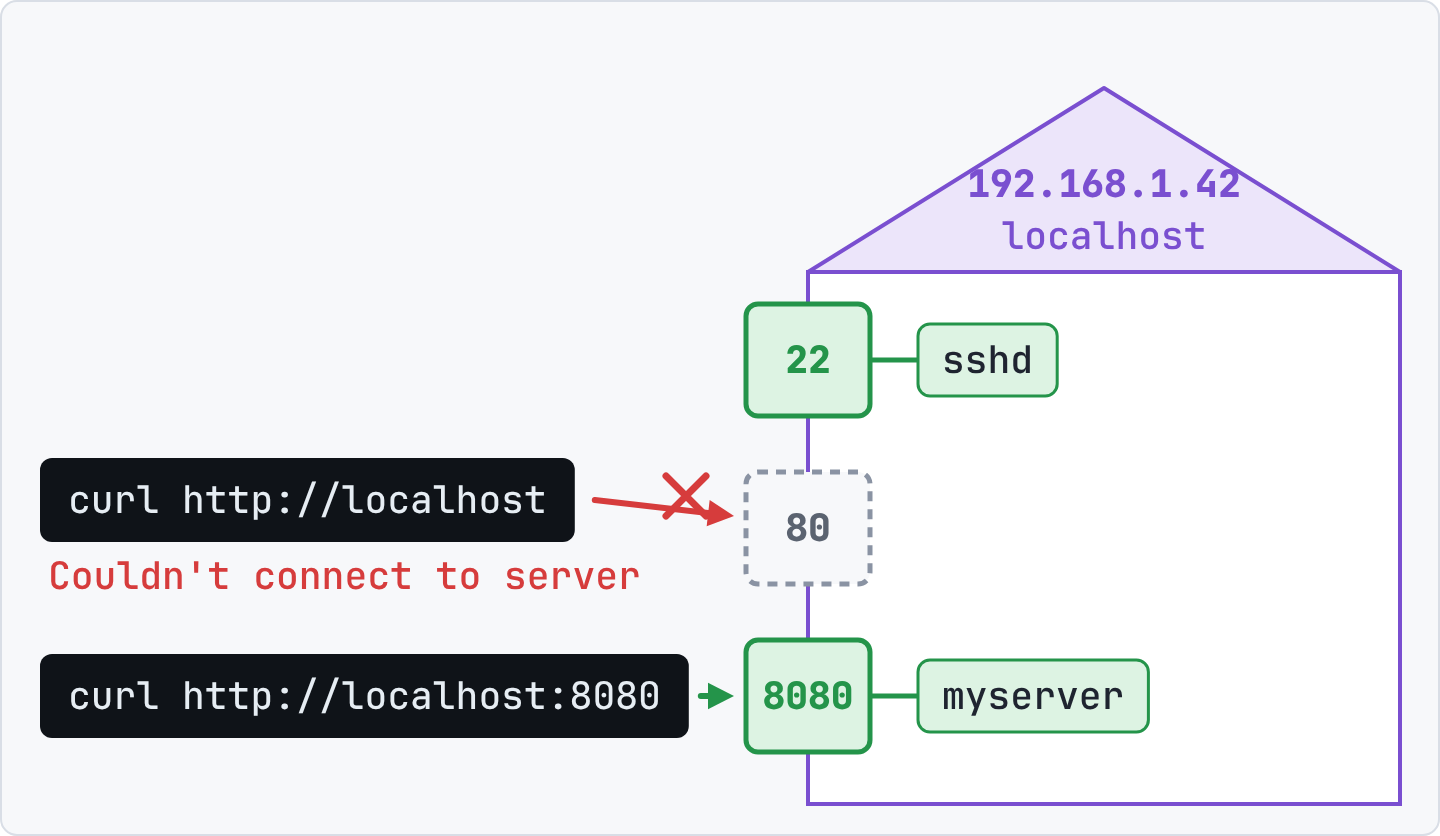 192.168.1.42
localhost
22
sshd
curl http://localhost
80
Couldn't connect to server
curl http://localhost:8080
8080
myserver